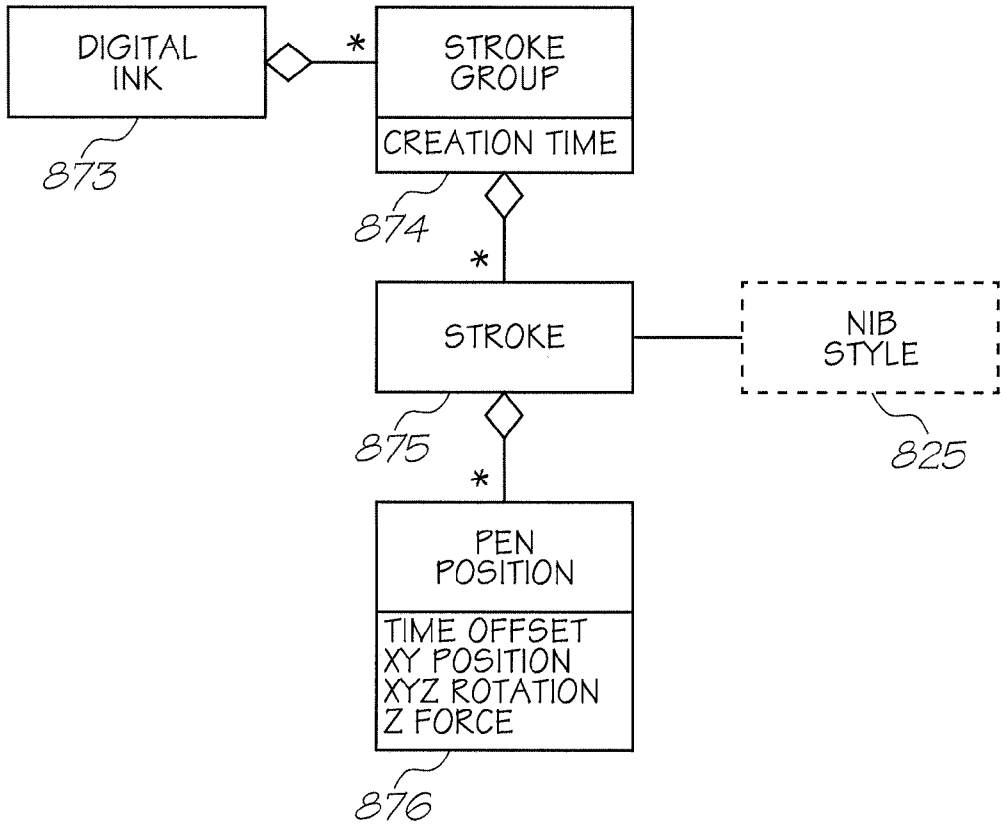 DIGITAL
INK
*
STROKE
GROUP
CREATION TIME
873
874
*
STROKE
NIB
STYLE
875
825
*
PEN
POSITION
TIME OFFSET
XY POSITION
XYZ ROTATION
Z FORCE
876